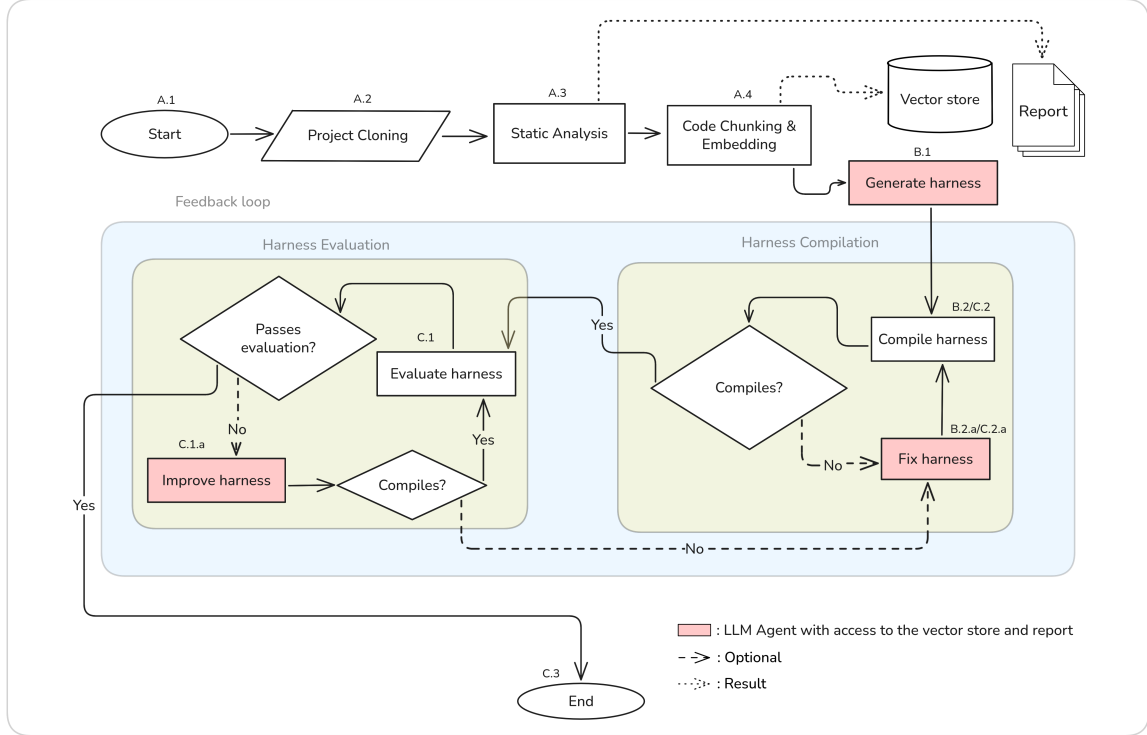 A.1
Start
A.2
Project Cloning
A.3
Static Analysis
A.4
Code Chunking &
Embedding
Vector store
Report
B.1
Generate harness
Feedback loop
Harness Evaluation
Harness Compilation
Passes
evaluation?
C.1
Evaluate harness
Yes
B.2/C.2
Compile harness
Compiles?
No
B.2.a/C.2.a
Fix harness
No
C.1.a
Improve harness
Compiles?
Yes
No
Yes
: LLM Agent with access to the vector store and report
: Optional
: Result
C.3
End